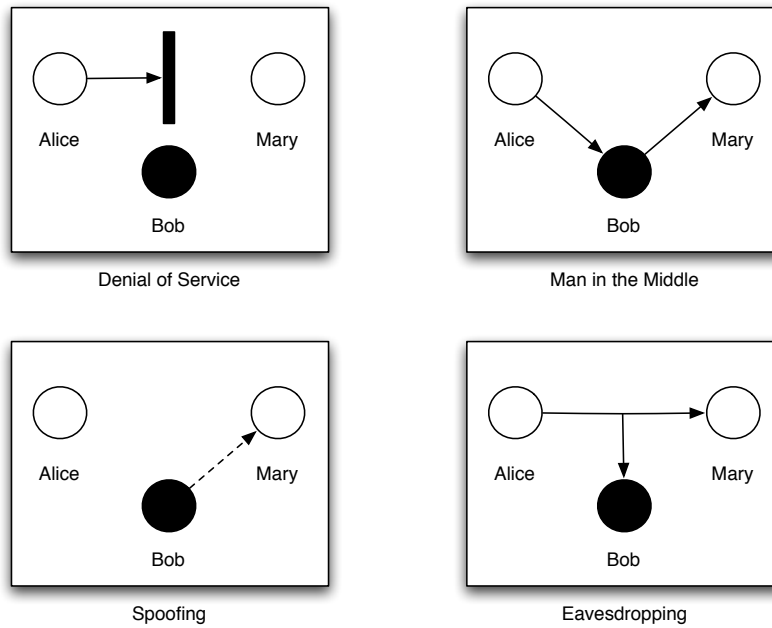 Alice
Mary
Bob
Denial of Service
Alice
Mary
Bob
Man in the Middle
Alice
Mary
Bob
Spoofing
Alice
Mary
Bob
Eavesdropping